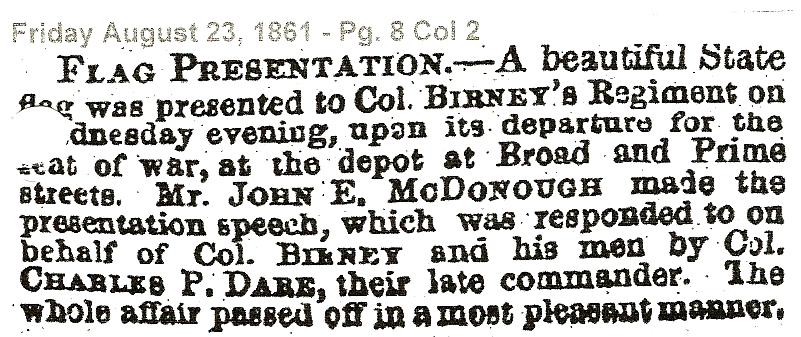 Friday August 23, 1861 - Pg. 8 Col 2
FLAG PRESENTATION.—A beautiful State
flag was presented to Col. BIRNEY'S Regiment on
dnesday evening, upon its departure for the
seat of war, at the depot at Broad and Prime
streets. Mr. JOHN E. MCDONOUGH made the
presentation speech, which was responded to on
behalf of Col. BIRNEY and his men by Col.
CHARLES P. DARE, their late commander. The
whole affair passed off in a most pleasant manner.